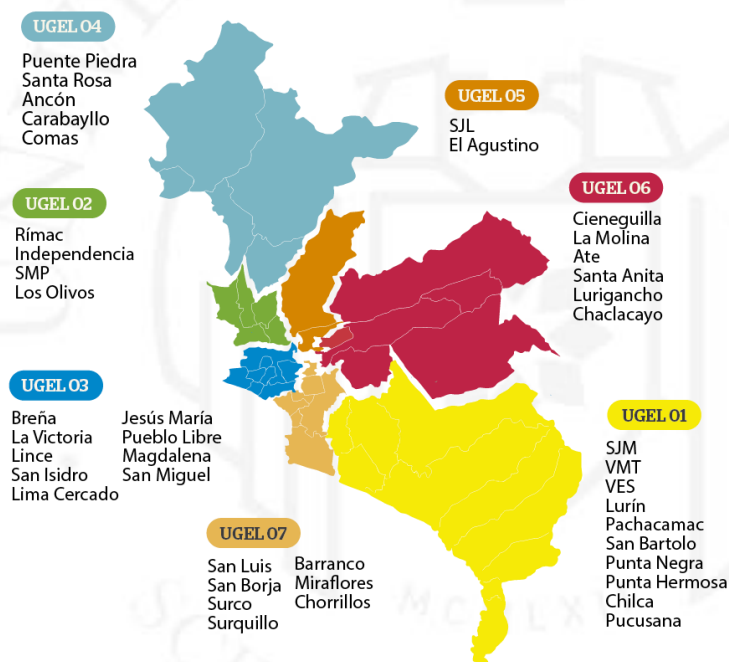 UGEL 04
Puente Piedra
Santa Rosa
Ancón
Carabayllo
Comas
UGEL 05
SJL
El Agustino
UGEL 06
Cieneguilla
La Molina
Ate
Santa Anita
Lurigancho
Chaclacayo
UGEL 02
Rímac
Independencia
SMP
Los Olivos
UGEL 03
Breña
La Victoria
Lince
San Isidro
Lima Cercado
Jesús María
Pueblo Libre
Magdalena
San Miguel
UGEL 01
SJM
VMT
VES
Lurín
Pachacamac
San Bartolo
Punta Negra
Punta Hermosa
Chilca
Pucusana
UGEL 07
San Luis
San Borja
Surco
Surquillo
Barranco
Miraflores
Chorrillos